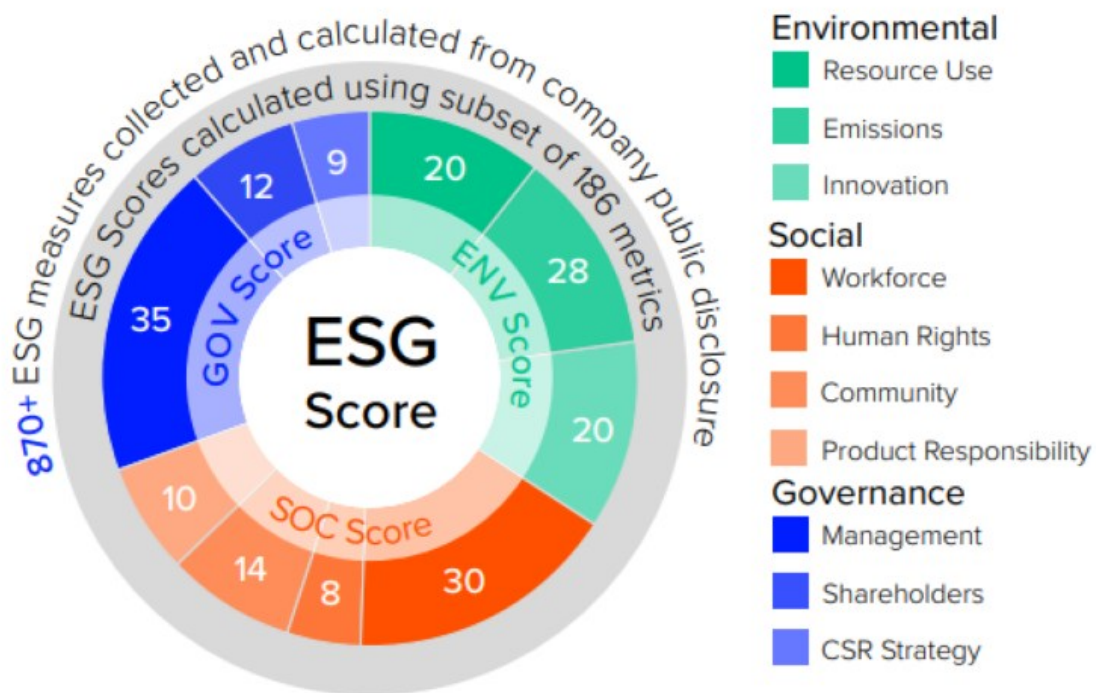 870+ ESG measures collected and calculated from company public disclosure
ESG Scores calculated using subset of 186 metrics
20
28
20
30
8
14
10
35
12
9
ENV Score
SOC Score
GOV Score
ESG
Score
Environmental
Resource Use
Emissions
Innovation
Social
Workforce
Human Rights
Community
Product Responsibility
Governance
Management
Shareholders
CSR Strategy